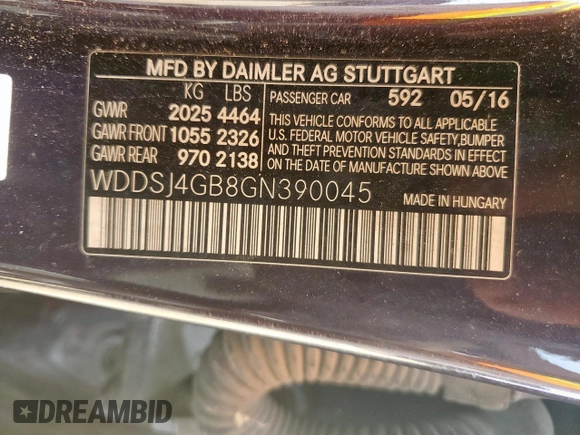 MFD BY DAIMLER AG STUTTGART
KG LBS
GVWR 2025 4464
GAWR FRONT 1055 2326
GAWR REAR 970 2138
PASSENGER CAR 592 05/16
THIS VEHICLE CONFORMS TO ALL APPLICABLE
U.S. FEDERAL MOTOR VEHICLE SAFETY,BUMPER
AND THEFT PREVENTION STANDARDS IN EFFECT
ON THE DATE OF MANUFACTURE SHOWN ABOVE.
MADE IN HUNGARY
WDDSJ4GB8GN390045
DREAMBID